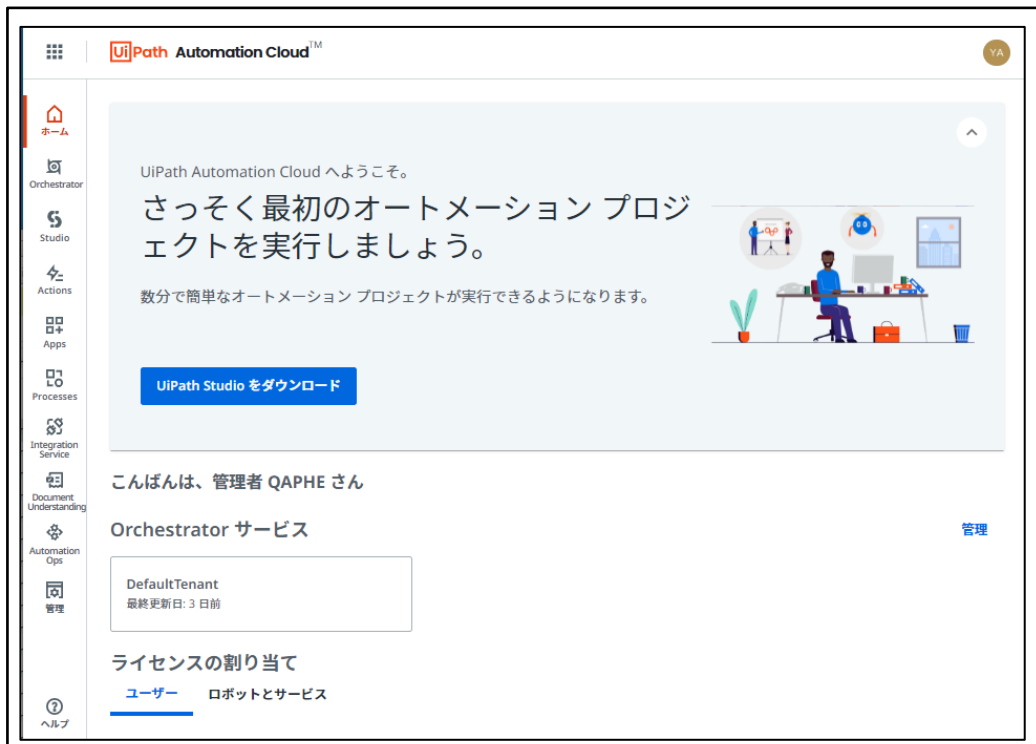 UiPath Automation Cloud™
YA
ホーム
Orchestrator
Studio
Actions
Apps
Processes
Integration
Service
Document
Understanding
Automation
Ops
管理
ヘルプ
UiPath Automation Cloud へようこそ。
さっそく最初のオートメーション プロジ
ェクトを実行しましょう。
数分で簡単なオートメーション プロジェクトが実行できるようになります。
UiPath Studio をダウンロード
こんばんは、管理者 QAPHE さん
Orchestrator サービス
管理
DefaultTenant
最終更新日: 3 日前
ライセンスの割り当て
ユーザー ロボットとサービス